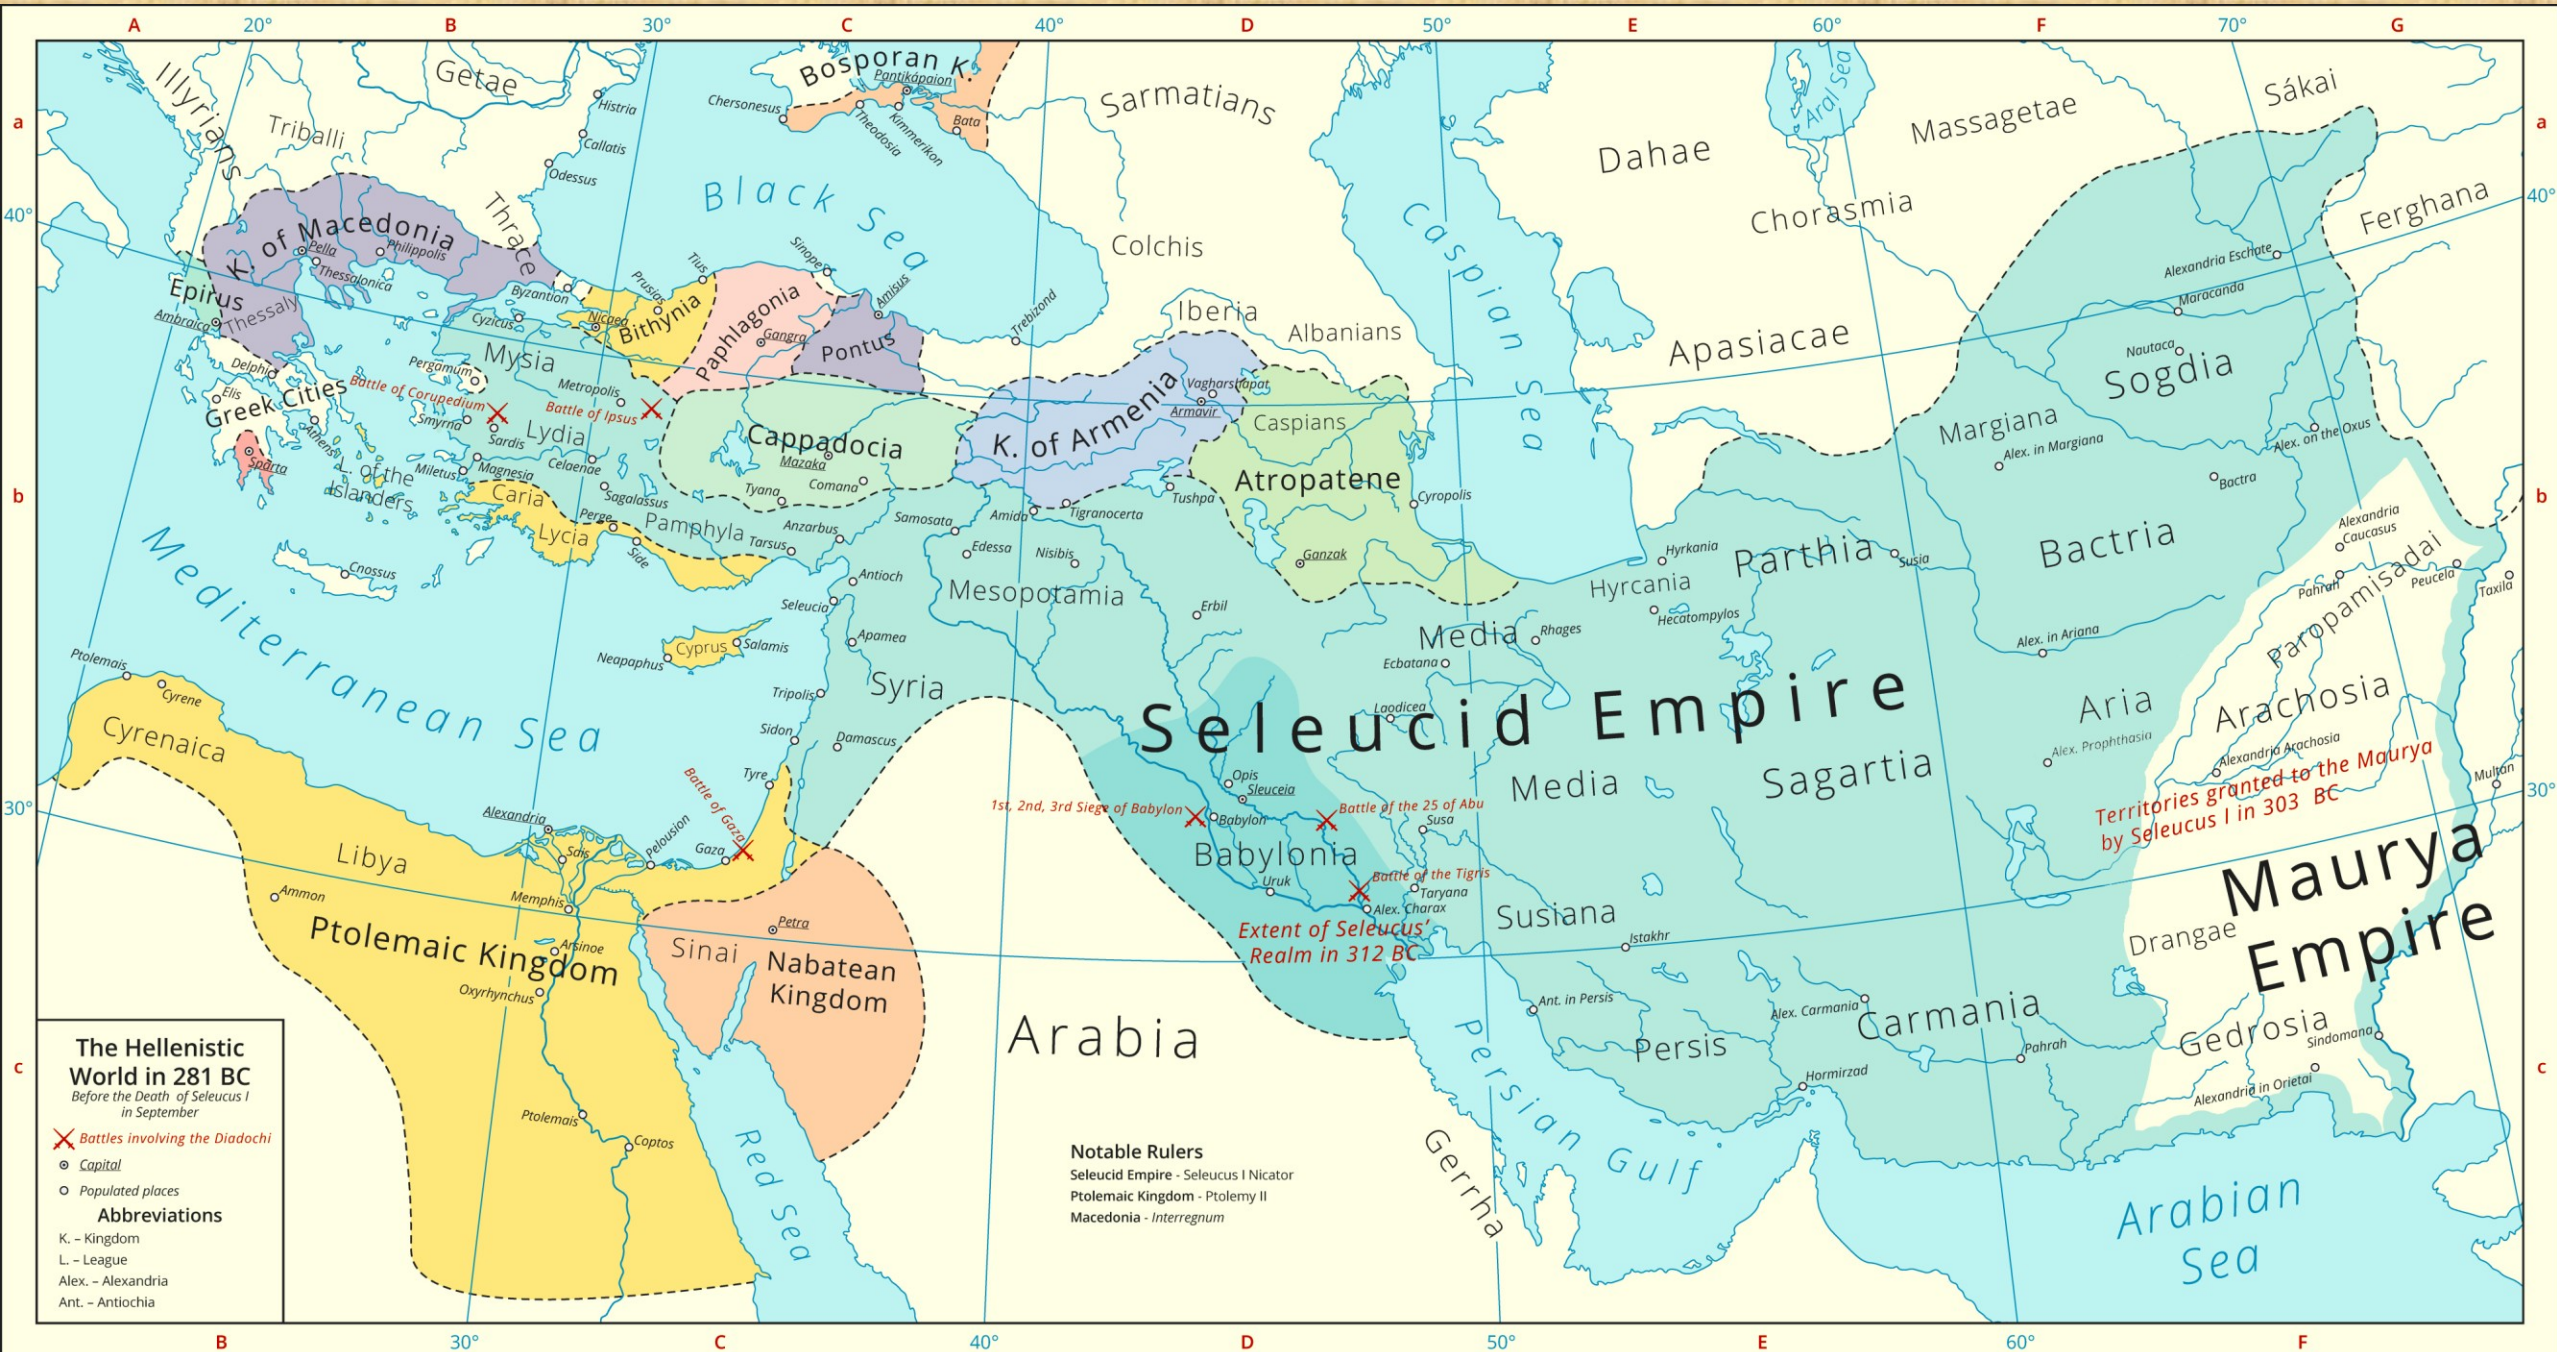 A
20°
B
30°
C
40°
D
50°
E
60°
F
70°
G
a
a
40°
40°
b
b
30°
30°
c
c
B
30°
C
40°
D
50°
E
60°
F
Illyrians
Getae
Triballi
Histria
Callatis
Odessus
Thrace
Bosporan K.
Pantikápaion
Chersonesus
Theodosia
Kimmerikon
Bata
Sarmatians
Colchis
Black Sea
Caspian Sea
Aral Sea
Dahae
Massagetae
Sákai
Chorasmia
Ferghana
Apasiacae
K. of Macedonia
Pella
Philippolis
Thessalonica
Epirus
Ambraica
Thessaly
Byzantion
Cyzicus
Prusias
Tius
Nicaea
Bithynia
Paphlagonia
Gangra
Sinope
Amisus
Pontus
Trebizond
Iberia
Albanians
Delphi
Elis
Greek Cities
Athens
Sparta
L. of the
Islanders
Cnossus
Mysia
Pergamum
Battle of Corupedium
Metropolis
Battle of Ipsus
Smyrna
Sardis
Lydia
Miletus
Magnesia
Celaenae
Sagalassus
Caria
Lycia
Perge
Side
Pamphyla
Tarsus
Anzarbus
Cappadocia
Mazaka
Tyana
Comana
K. of Armenia
Vagharshapat
Armavir
Caspians
Atropatene
Ganzak
Cyropolis
Tushpa
Tigranocerta
Amida
Samosata
Edessa
Nisibis
Mesopotamia
Erbil
Antioch
Seleucia
Apamea
Syria
Cyprus
Salamis
Neapaphus
Tripolis
Sidon
Damascus
Tyre
Battle of Gaza
Gaza
Pelousion
Mediterranean Sea
Ptolemais
Cyrene
Cyrenaica
Libya
Ammon
Alexandria
Sais
Memphis
Arsinoe
Oxyrhynchus
Ptolemaic Kingdom
Ptolemais
Coptos
Sinai
Petra
Nabatean
Kingdom
Red Sea
Arabia
Seleucid Empire
Opis
Sleuceia
1st, 2nd, 3rd Siege of Babylon
Babylon
Battle of the 25 of Abu
Susa
Babylonia
Uruk
Battle of the Tigris
Taryana
Alex. Charax
Extent of Seleucus’
Realm in 312 BC
Media
Rhages
Ecbatana
Laodicea
Media
Sagartia
Susiana
Istakhr
Ant. in Persis
Persis
Alex. Carmania
Carmania
Pahrah
Hormirzad
Persian Gulf
Gerrha
Hyrkania
Hyrcania
Hecatompylos
Parthia
Susia
Margiana
Alex. in Margiana
Sogdia
Alexandria Eschate
Maracanda
Nautaca
Alex. on the Oxus
Bactra
Bactria
Alex. in Ariana
Aria
Alex. Prophthasia
Alexandria
Caucasus
Pahrah
Peucela
Taxila
Paropamisadai
Arachosia
Alexandria Arachosia
Territories granted to the Maurya
by Seleucus I in 303 BC
Multan
Maurya
Empire
Drangae
Gedrosia
Sindomana
Alexandria in Orietai
Arabian
Sea
The Hellenistic
World in 281 BC
Before the Death of Seleucus I
in September
Battles involving the Diadochi
Capital
Populated places
Abbreviations
K. – Kingdom
L. – League
Alex. – Alexandria
Ant. – Antiochia
Notable Rulers
Seleucid Empire - Seleucus I Nicator
Ptolemaic Kingdom - Ptolemy II
Macedonia - Interregnum